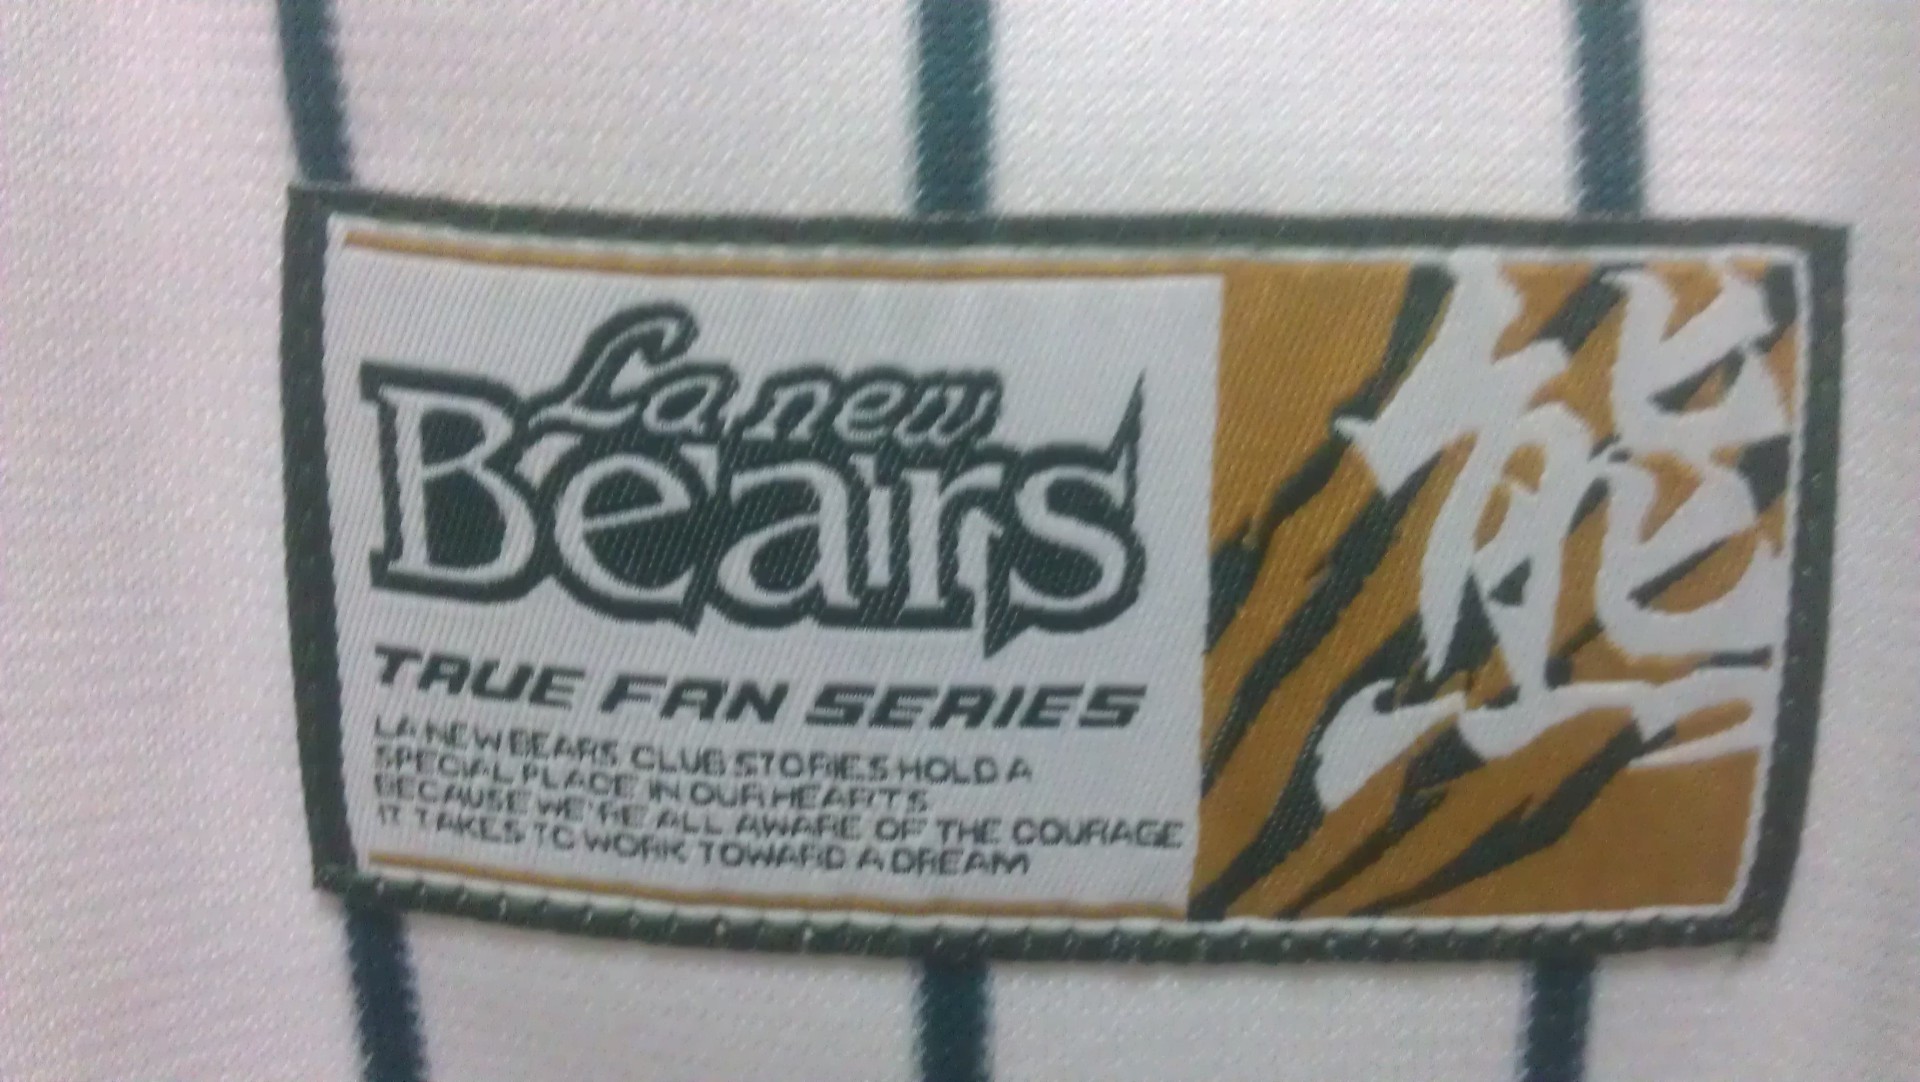 La new
Bears
TRUE FAN SERIES
LA NEW BEARS CLUB STORIES HOLD A
SPECIAL PLACE IN OUR HEARTS
BECAUSE WE'RE ALL AWARE OF THE COURAGE
IT TAKES TO WORK TOWARD A DREAM
熊